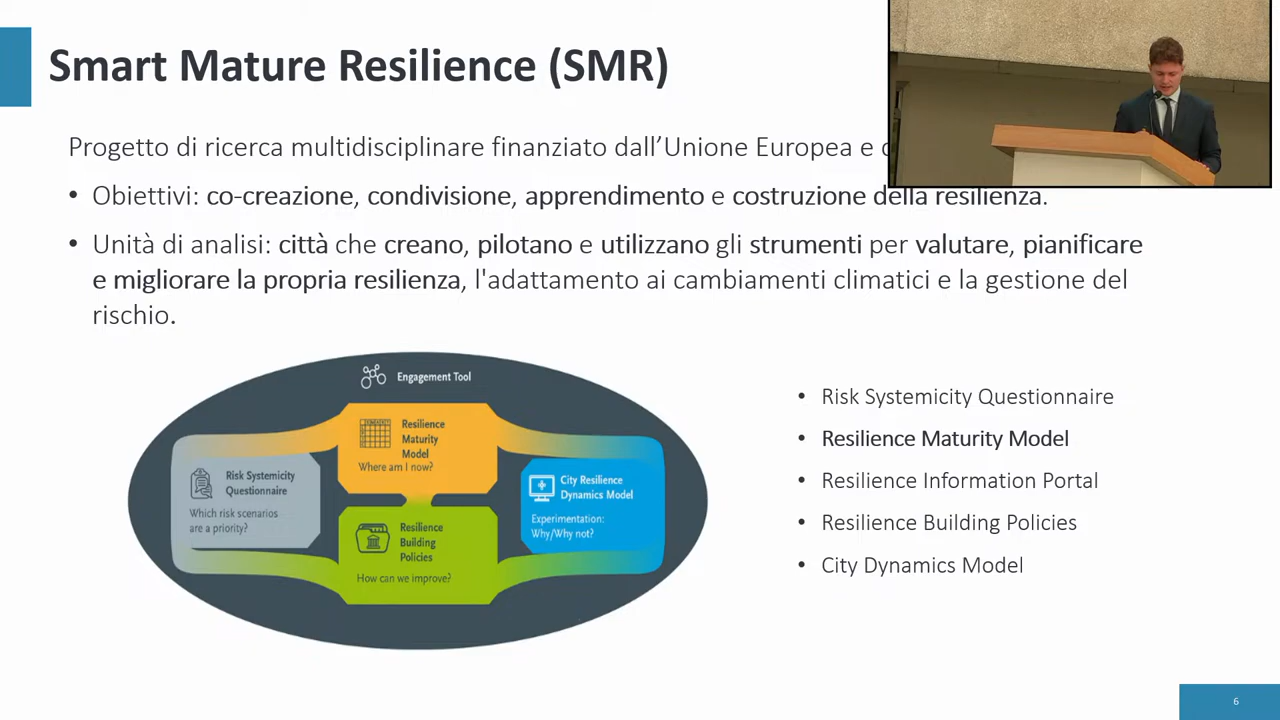 Smart Mature Resilience (SMR)
Progetto di ricerca multidisciplinare finanziato dall’Unione Europea e
• Obiettivi: co-creazione, condivisione, apprendimento e costruzione della resilienza.
• Unità di analisi: città che creano, pilotano e utilizzano gli strumenti per valutare, pianificare
e migliorare la propria resilienza, l'adattamento ai cambiamenti climatici e la gestione del
rischio.
Engagement Tool
Resilience
Maturity
Model
Where am I now?
Risk Systemicity
Questionnaire
Which risk scenarios
are a priority?
City Resilience
Dynamics Model
Experimentation:
Why/Why not?
Resilience
Building
Policies
How can we improve?
• Risk Systemicity Questionnaire
• Resilience Maturity Model
• Resilience Information Portal
• Resilience Building Policies
• City Dynamics Model
6